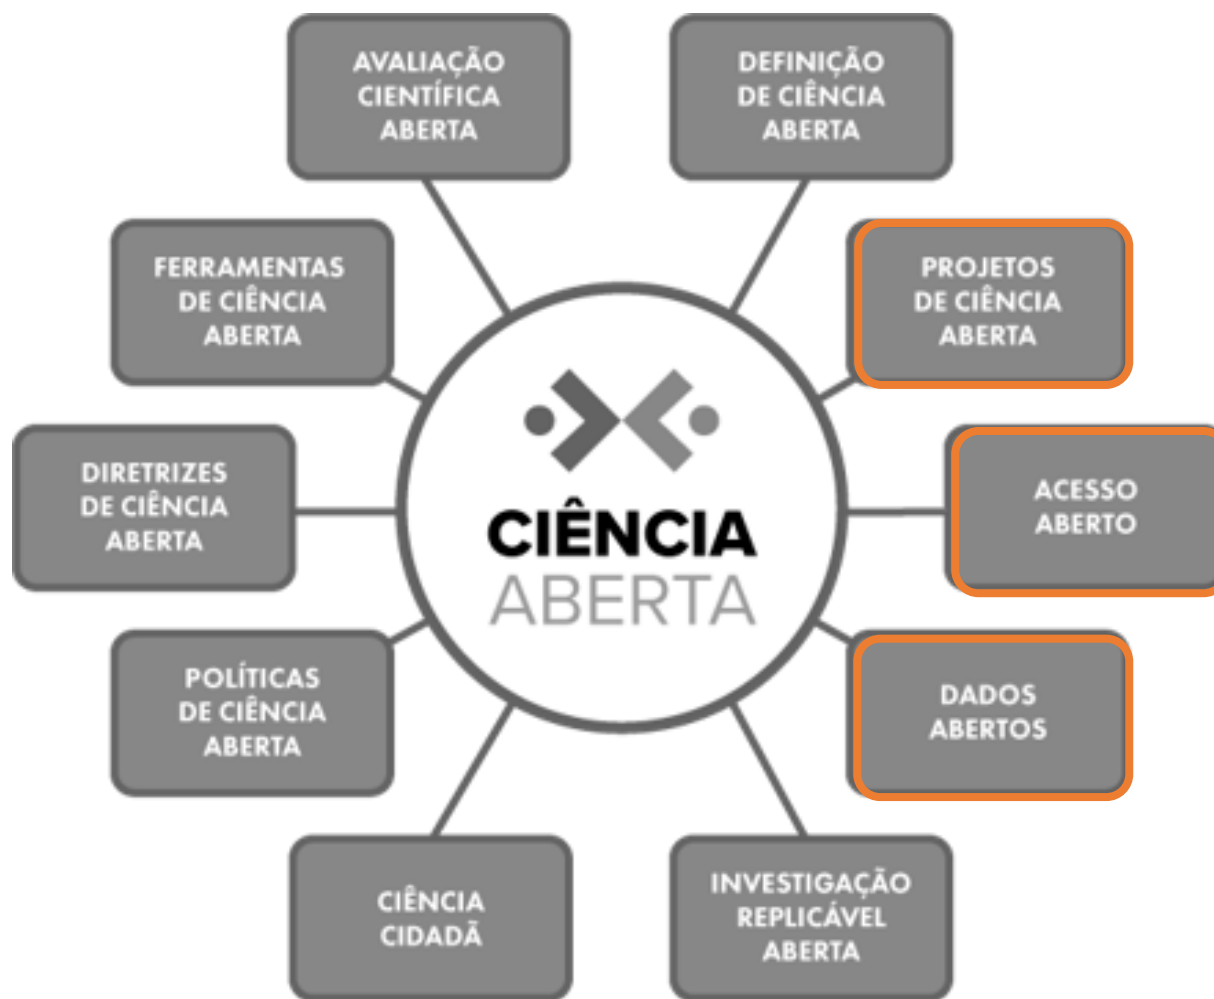 AVALIAÇÃO
CIENTÍFICA
ABERTA
DEFINIÇÃO
DE CIÊNCIA
ABERTA
FERRAMENTAS
DE CIÊNCIA
ABERTA
PROJETOS
DE CIÊNCIA
ABERTA
DIRETRIZES
DE CIÊNCIA
ABERTA
CIÊNCIA
ABERTA
ACESSO
ABERTO
POLÍTICAS
DE CIÊNCIA
ABERTA
DADOS
ABERTOS
CIÊNCIA
CIDADÃ
INVESTIGAÇÃO
REPLICÁVEL
ABERTA